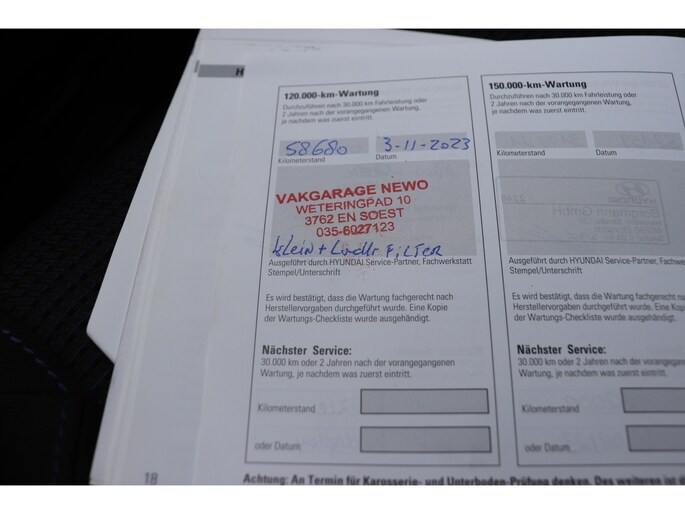 H
120.000-km-Wartung
Durchzuführen nach 30.000 km Fahrleistung oder
2 Jahren nach der vorangegangenen Wartung,
je nachdem was zuerst eintritt.
58680 3-11-2023
Kilometerstand Datum
VAKGARAGE NEWO
WETERINGPAD 10
3762 EN SOEST
035-6027123
klein + Lucht FilTER
Ausgeführt durch HYUNDAI Service-Partner, Fachwerkstatt
Stempel/Unterschrift
Es wird bestätigt, dass die Wartung fachgerecht nach
Herstellervorgaben durchgeführt wurde. Eine Kopie
der Wartungs-Checkliste wurde ausgehändigt.
Nächster Service:
30.000 km oder 2 Jahren nach der vorangegangenen
Wartung, je nachdem was zuerst eintritt.
Kilometerstand
oder Datum
150.000-km-Wartung
Durchzuführen nach 30.000 km Fahrleistung oder
2 Jahren nach der vorangegangenen Wartung,
je nachdem was zuerst eintritt.
Kilometerstand Datum
Ausgeführt durch HYUNDAI Service-Partner, Fac
Stempel/Unterschrift
Es wird bestätigt, dass die Wartung fachgerecht na
Herstellervorgaben durchgeführt wurde. Eine Ko
der Wartungs-Checkliste wurde ausgehändigt.
Nächster Service:
30.000 km oder 2 Jahren nach der vorangegan
Wartung, je nachdem was zuerst eintritt.
Kilometerstand
oder Datum
18
Achtung: An Termin für Karosserie- und Unterboden-Prüfung denken. Des weiteren ist d